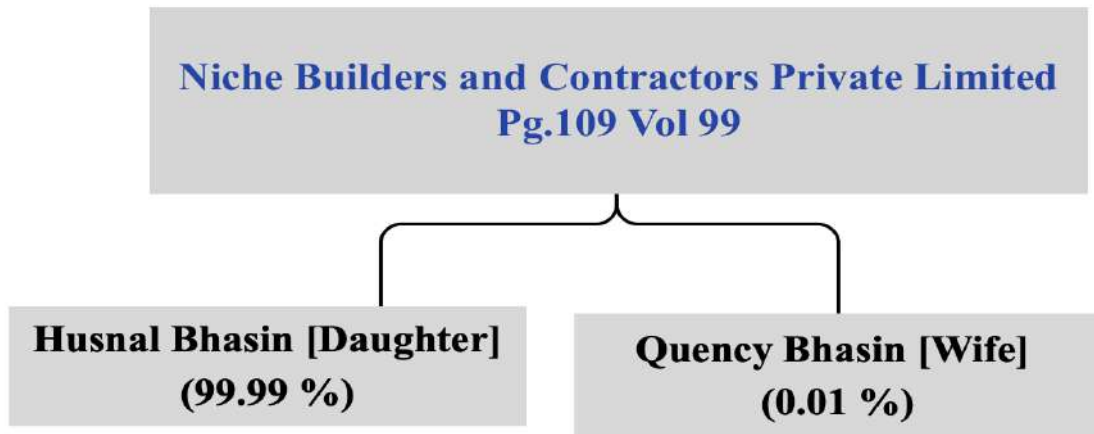 Niche Builders and Contractors Private Limited
Pg.109 Vol 99
Husnal Bhasin [Daughter]
(99.99 %)
Quency Bhasin [Wife]
(0.01 %)